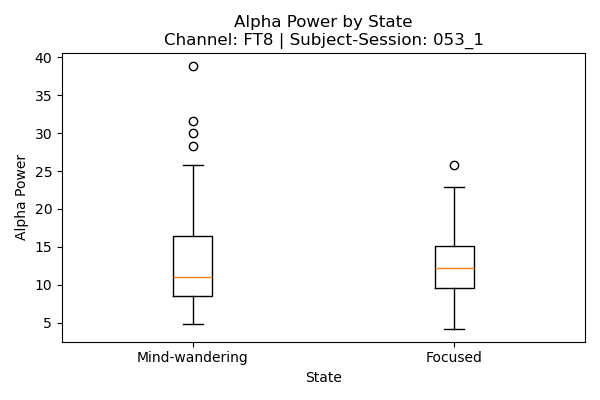 Alpha Power by State
Channel: FT8 | Subject-Session: 053_1
40
35
30
25
20
15
10
5
Alpha Power
Mind-wandering
Focused
State